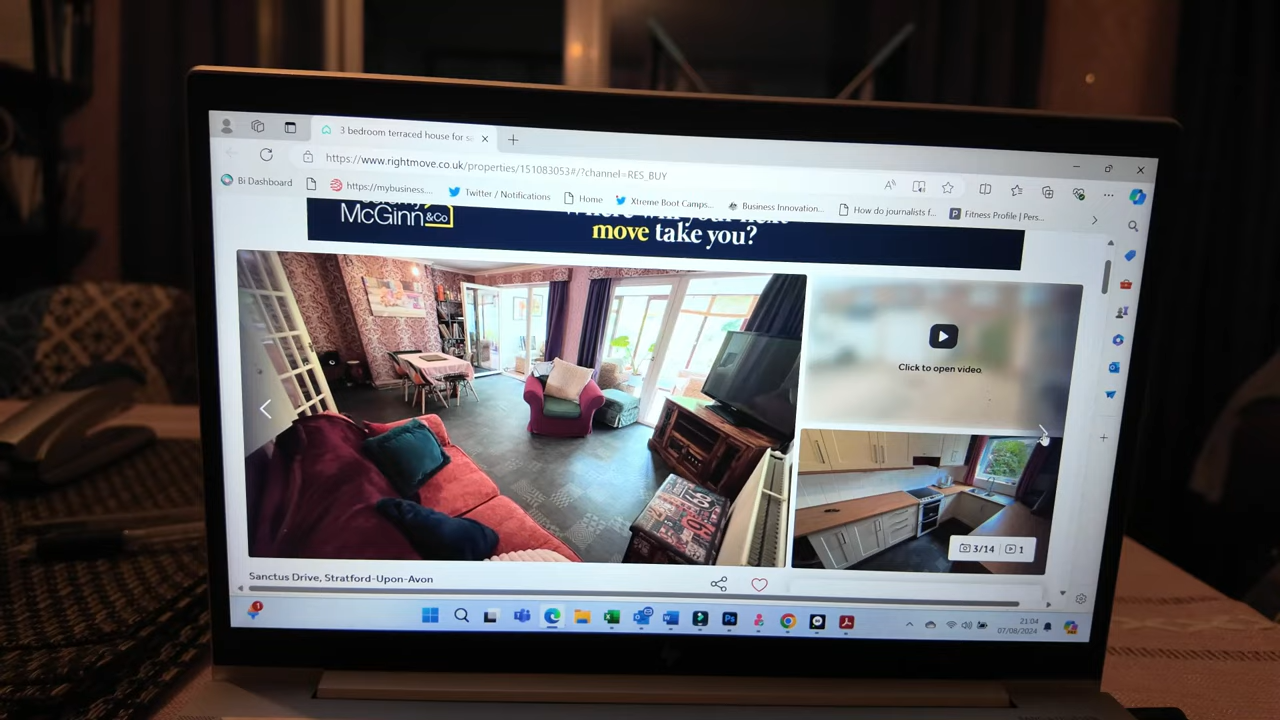 3 bedroom terraced house for s
https://www.rightmove.co.uk/properties/151083053#/?channel=RES_BUY
Bi Dashboard
https://mybusiness....
Twitter / Notifications
Home
Xtreme Boot Camps...
Business Innovation...
How do journalists f...
Fitness Profile | Pers...
McGinn &Co
move take you?
Click to open video
3/14
1
Sanctus Drive, Stratford-Upon-Avon
21:04
07/08/2024